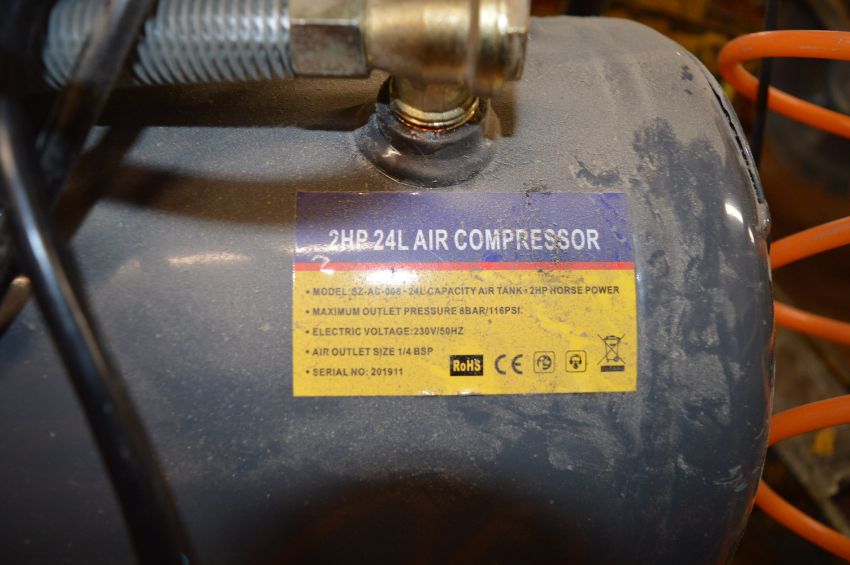 2HP 24L AIR COMPRESSOR
• MODEL: SZ-AC-008 • 24L CAPACITY AIR TANK • 2HP HORSE POWER
• MAXIMUM OUTLET PRESSURE 8BAR/116PSI.
• ELECTRIC VOLTAGE:230V/50HZ
• AIR OUTLET SIZE 1/4 BSP
• SERIAL NO: 201911
RoHS CE